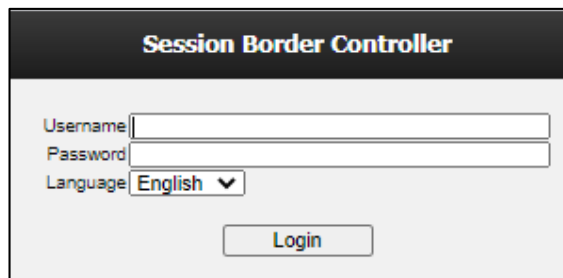 Session Border Controller
Username
Password
Language English
Login